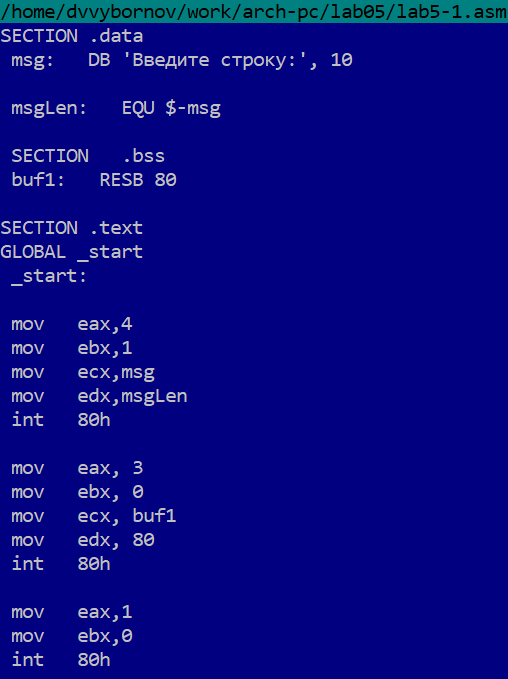 /home/dvvybornov/work/arch-pc/lab05/lab5-1.asm
SECTION .data
msg:   DB 'Введите строку:', 10
msgLen:   EQU $-msg
SECTION   .bss
buf1:   RESB 80
SECTION .text
GLOBAL _start
_start:
mov   eax,4
mov   ebx,1
mov   ecx,msg
mov   edx,msgLen
int   80h
mov   eax, 3
mov   ebx, 0
mov   ecx, buf1
mov   edx, 80
int   80h
mov   eax,1
mov   ebx,0
int   80h